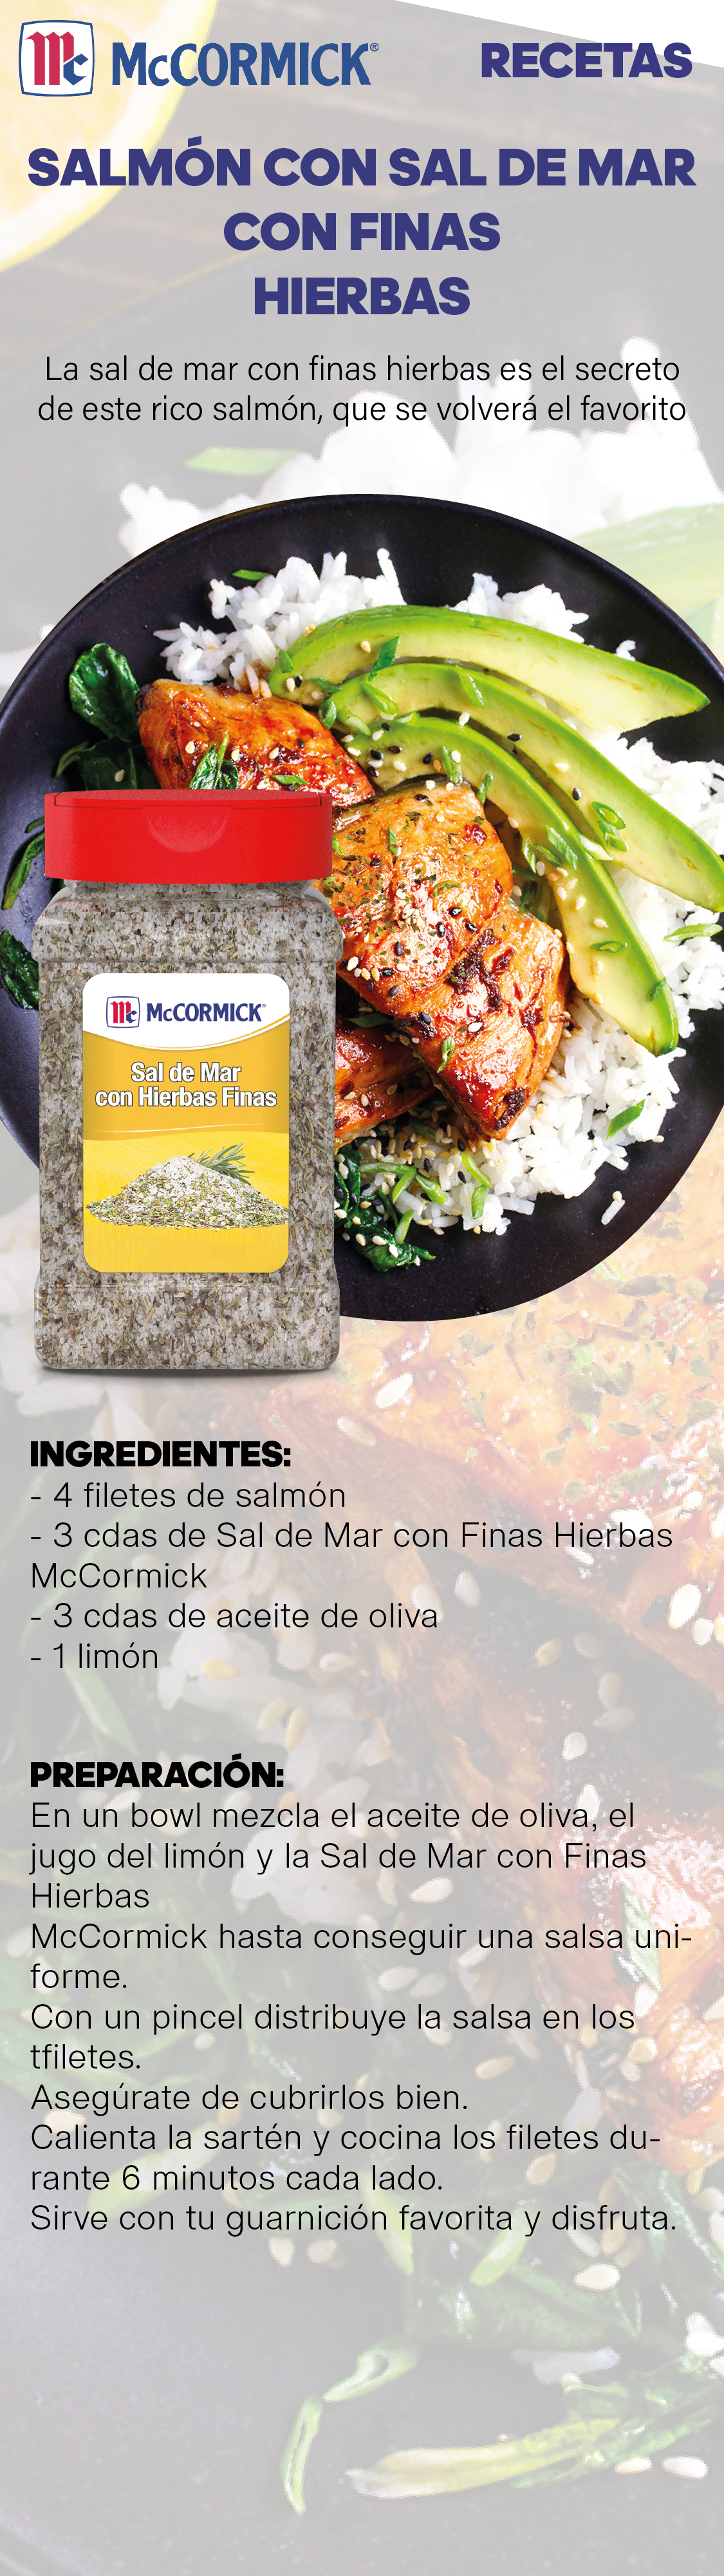 McCORMICK®
RECETAS
SALMÓN CON SAL DE MAR
CON FINAS
HIERBAS
La sal de mar con finas hierbas es el secreto
de este rico salmón, que se volverá el favorito
McCORMICK®
Sal de Mar
con Hierbas Finas
INGREDIENTES:
- 4 filetes de salmón
- 3 cdas de Sal de Mar con Finas Hierbas
McCormick
- 3 cdas de aceite de oliva
- 1 limón
PREPARACIÓN:
En un bowl mezcla el aceite de oliva, el
jugo del limón y la Sal de Mar con Finas
Hierbas
McCormick hasta conseguir una salsa uni-
forme.
Con un pincel distribuye la salsa en los
tfiletes.
Asegúrate de cubrirlos bien.
Calienta la sartén y cocina los filetes du-
rante 6 minutos cada lado.
Sirve con tu guarnición favorita y disfruta.